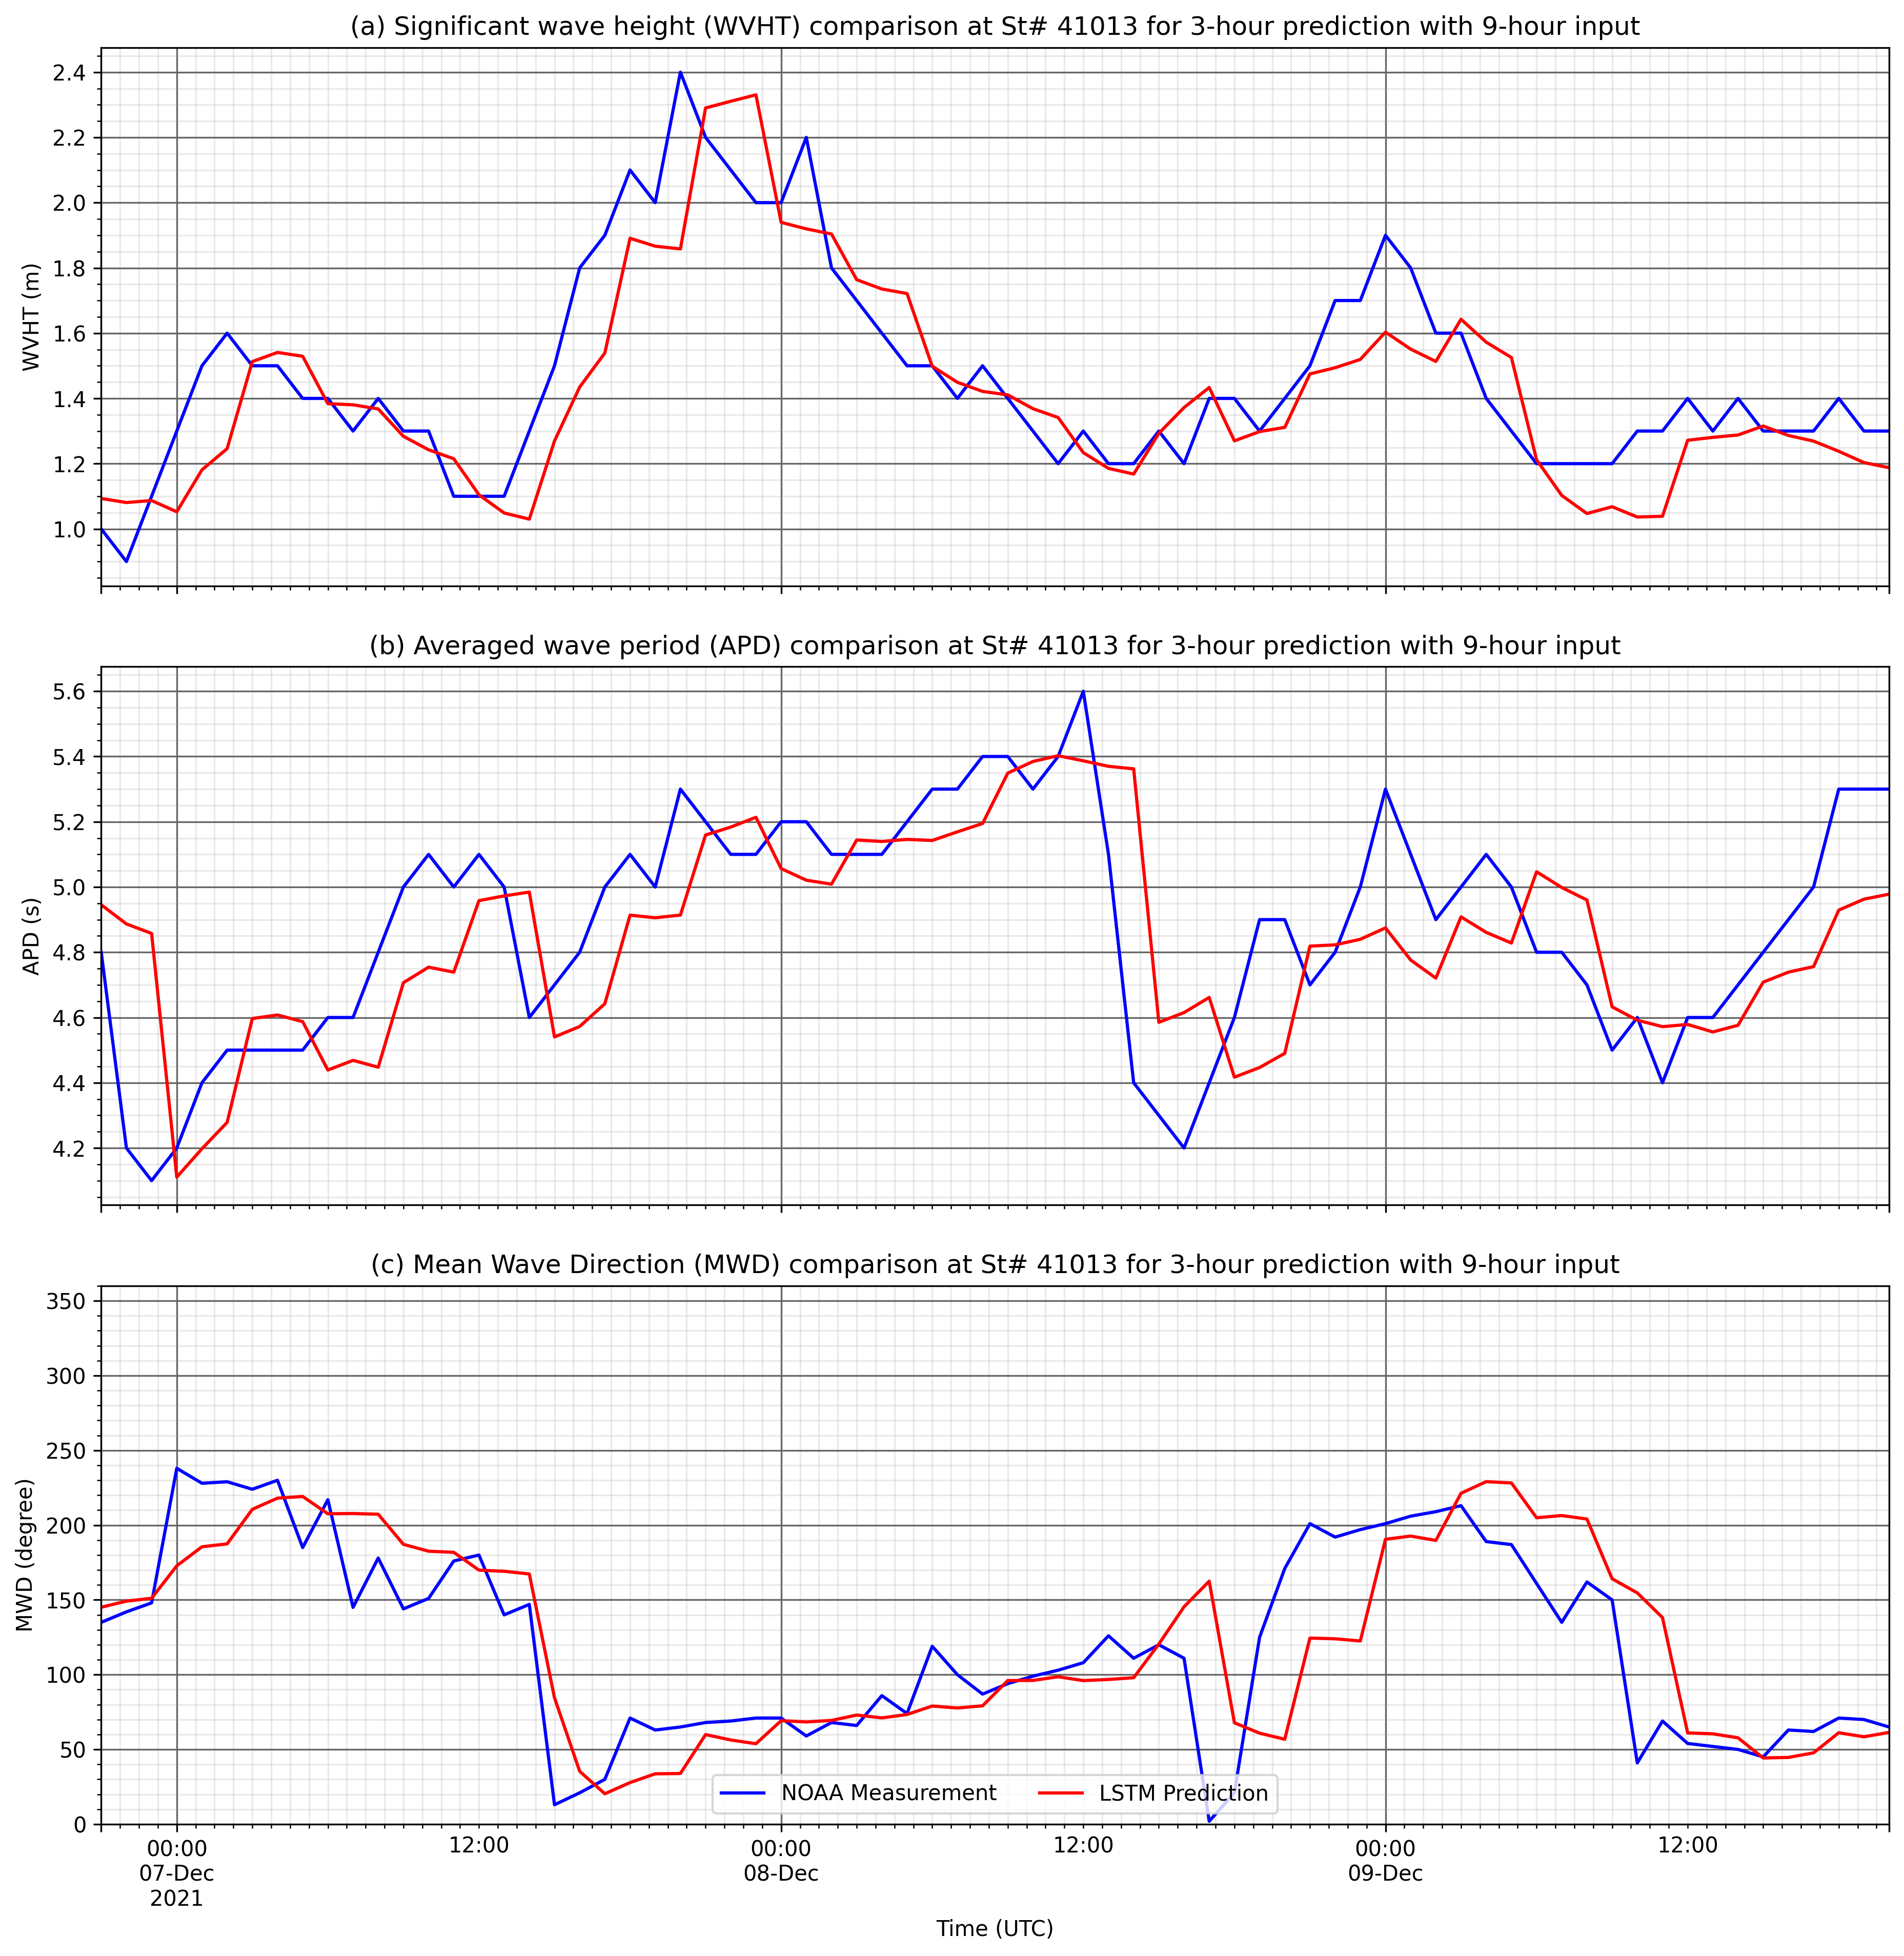 (a) Significant wave height (WVHT) comparison at St# 41013 for 3-hour prediction with 9-hour input
2.4
2.2
2.0
1.8
1.6
1.4
1.2
1.0
WVHT (m)
(b) Averaged wave period (APD) comparison at St# 41013 for 3-hour prediction with 9-hour input
5.6
5.4
5.2
5.0
4.8
4.6
4.4
4.2
APD (s)
(c) Mean Wave Direction (MWD) comparison at St# 41013 for 3-hour prediction with 9-hour input
350
300
250
200
150
100
50
0
MWD (degree)
NOAA Measurement LSTM Prediction
00:00 12:00 00:00 12:00 00:00 12:00
07-Dec 08-Dec 09-Dec
2021
Time (UTC)